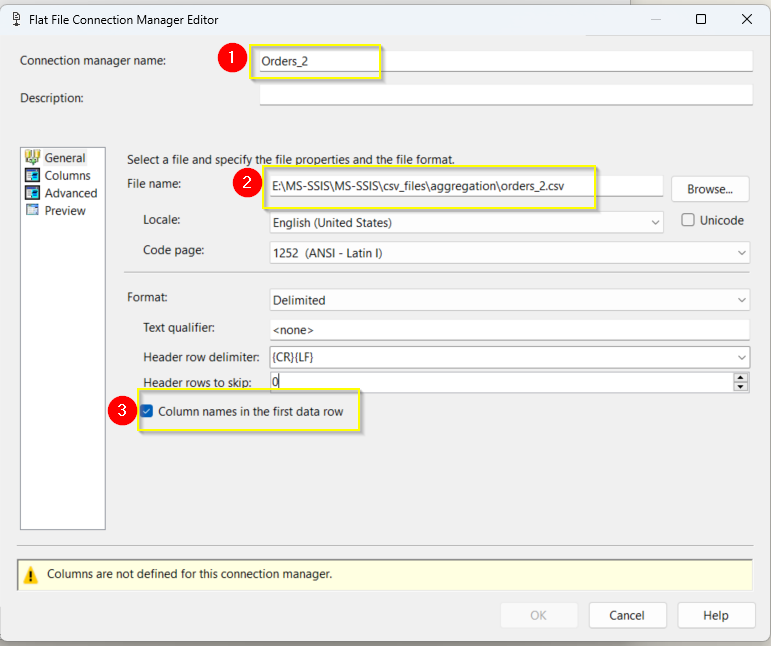 Flat File Connection Manager Editor
Connection manager name: 1 Orders_2
Description:
General
Columns
Advanced
Preview
Select a file and specify the file properties and the file format.
File name: 2 E:\MS-SSIS\MS-SSIS\csv_files\aggregation\orders_2.csv Browse...
Locale: English (United States) Unicode
Code page: 1252 (ANSI - Latin I)
Format: Delimited
Text qualifier: <none>
Header row delimiter: {CR}{LF}
Header rows to skip: 0
3 Column names in the first data row
Columns are not defined for this connection manager.
OK Cancel Help